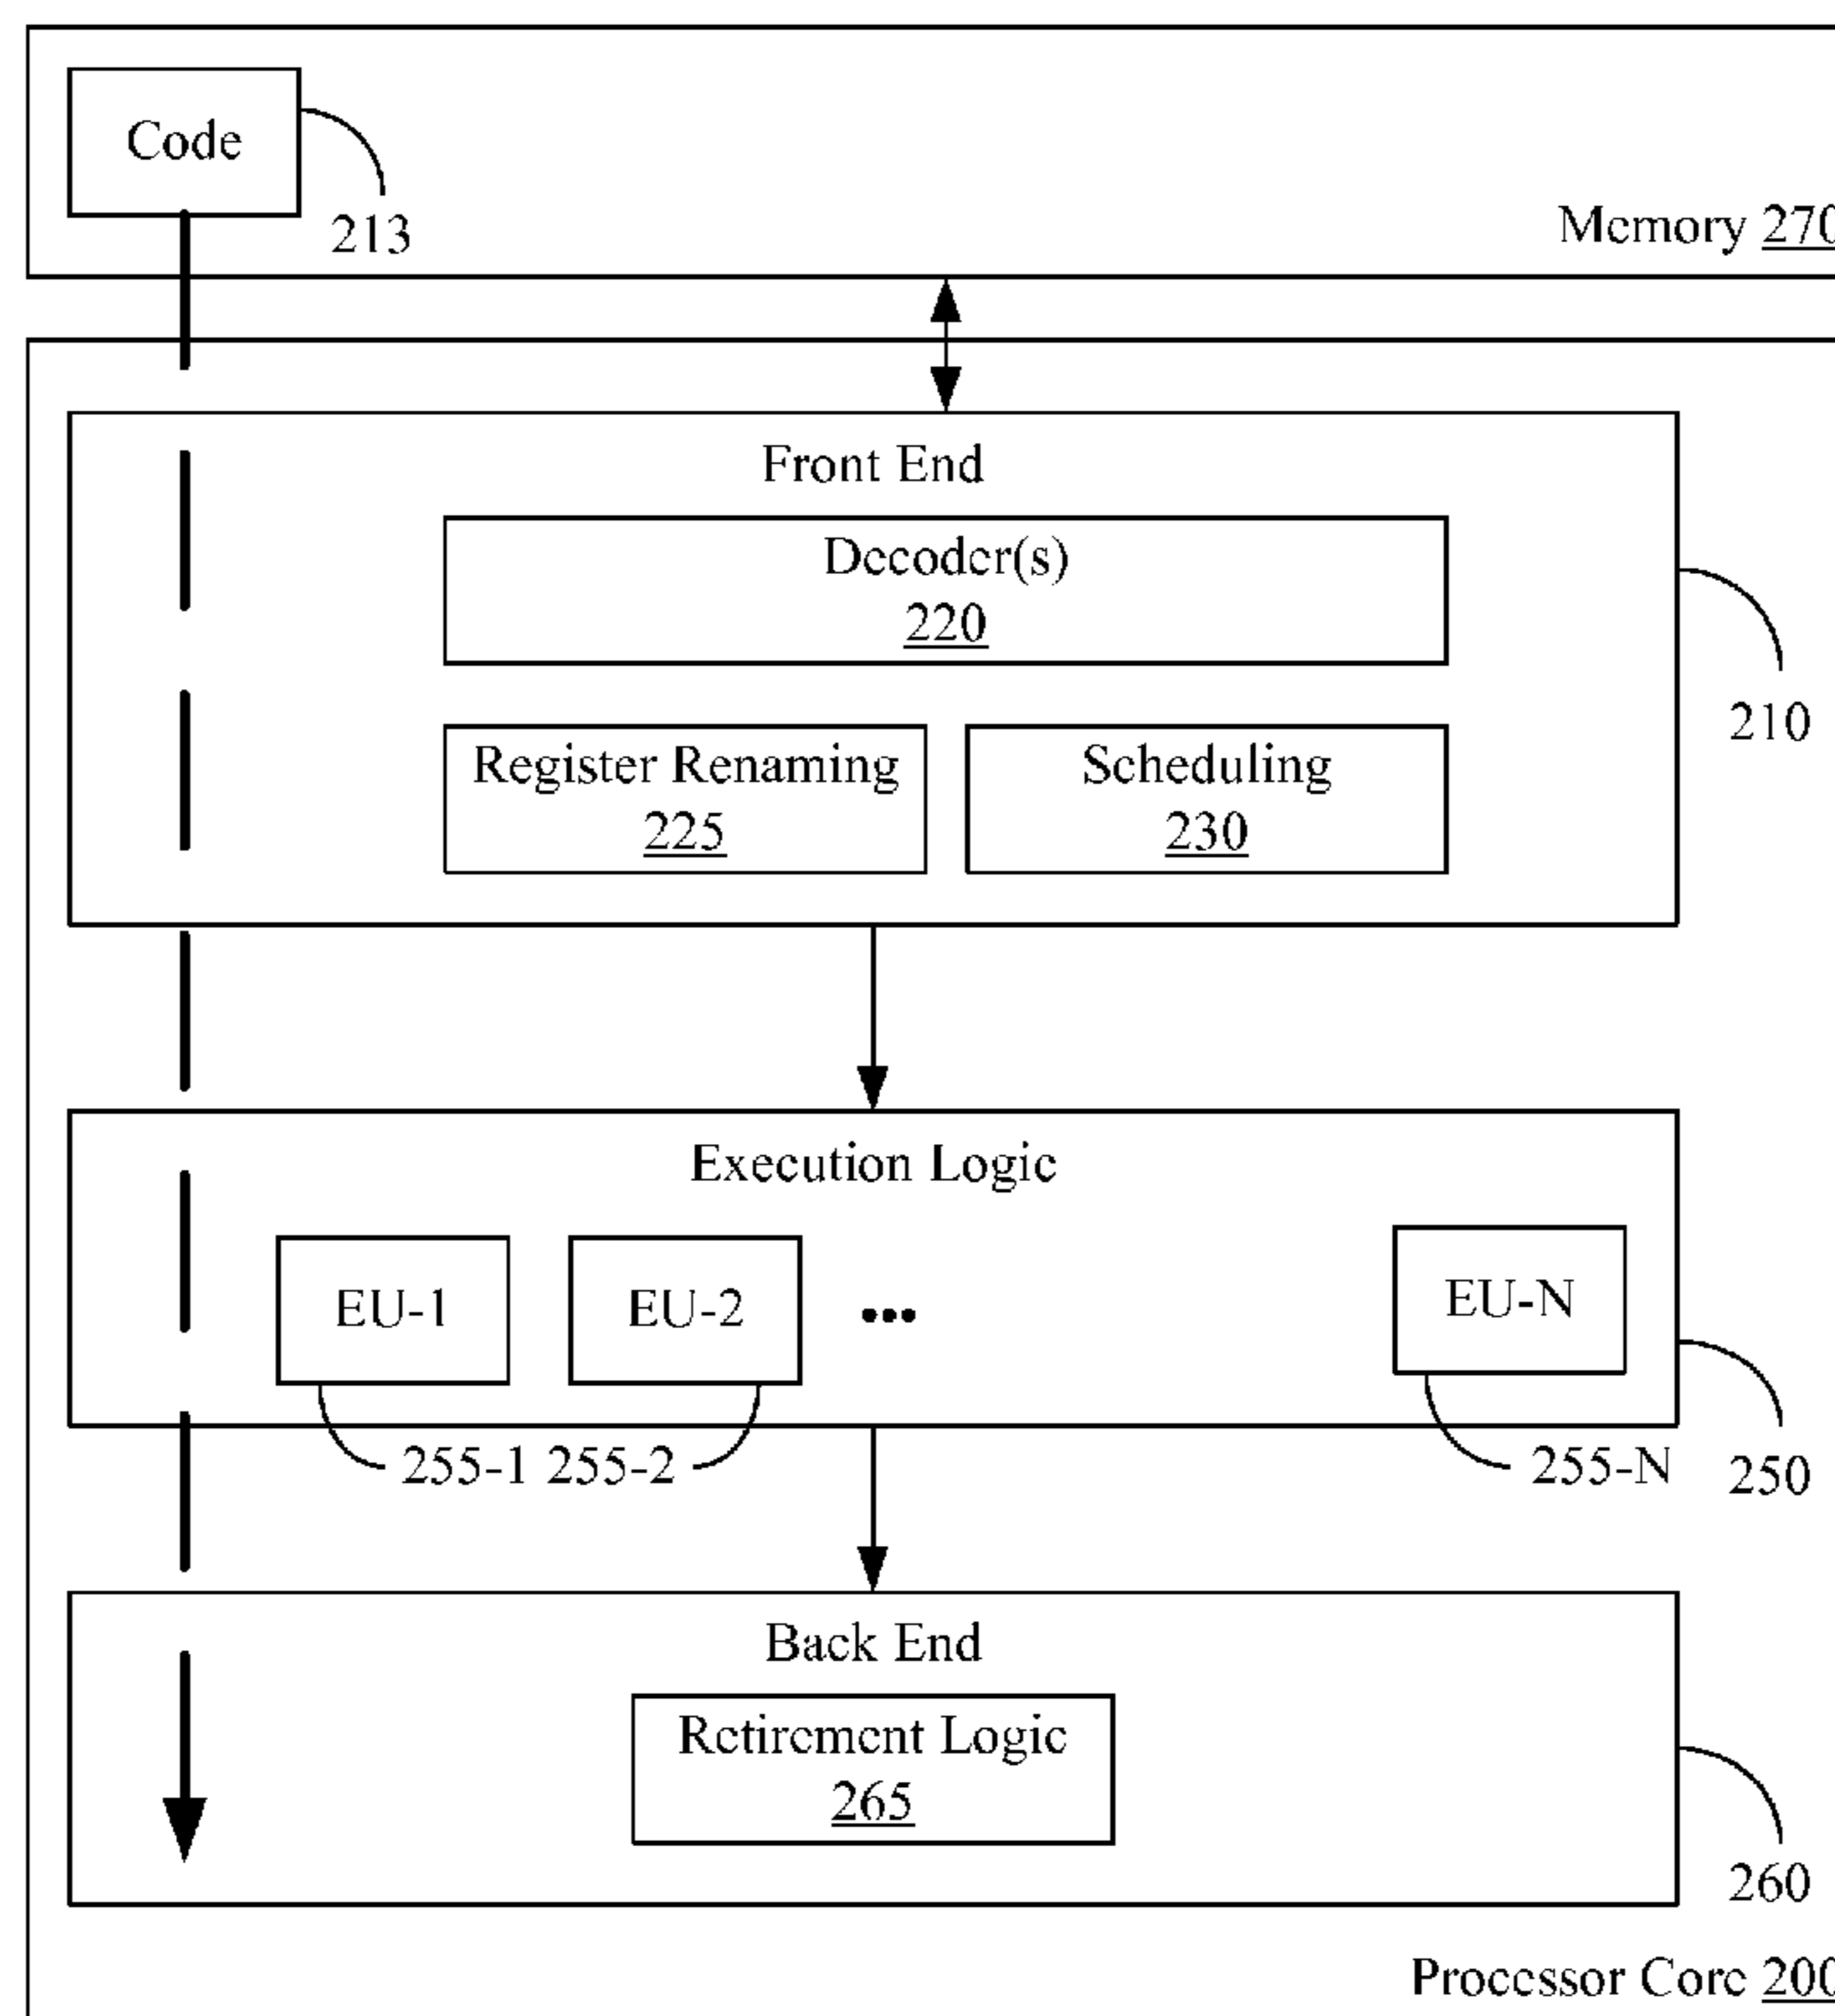 Code
213
Memory 270
Front End
Decoder(s)
220
210
Register Renaming
225
Scheduling
230
Execution Logic
EU-1
EU-2
•••
EU-N
255-1
255-2
255-N
250
Back End
Retirement Logic
265
260
Processor Core 200